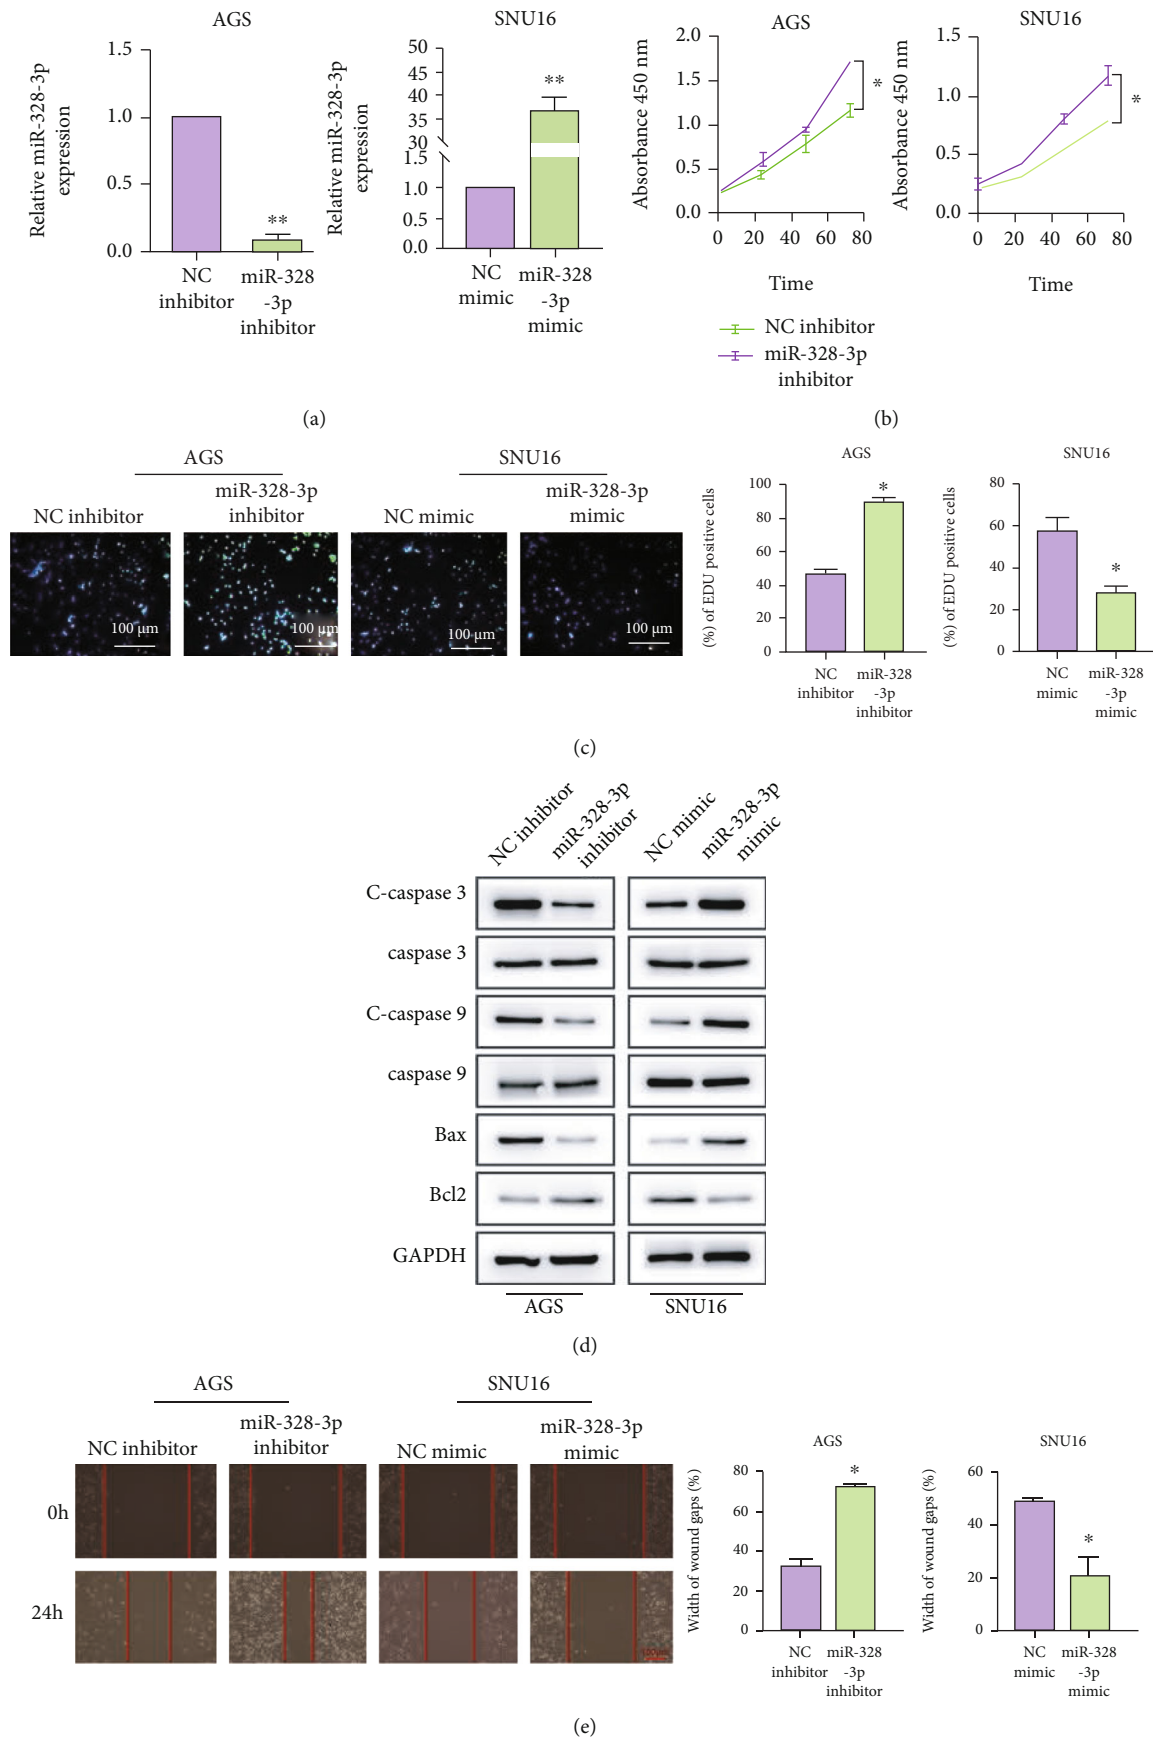 AGS
SNU16
AGS
SNU16
Relative miR-328-3p
expression
1.5
1.0
0.5
0.0
**
NC
inhibitor
miR-328
-3p
inhibitor
Relative miR-328-3p
expression
50
45
40
35
30
1.5
1.0
0.5
0.0
**
NC
mimic
miR-328
-3p
mimic
Absorbance 450 nm
2.0
1.5
1.0
0.5
0.0
*
0 20 40 60 80
Time
Absorbance 450 nm
1.5
1.0
0.5
0.0
*
0 20 40 60 80
Time
NC inhibitor
miR-328-3p
inhibitor
(a)
(b)
AGS
SNU16
NC inhibitor
miR-328-3p
inhibitor
NC mimic
miR-328-3p
mimic
100 μm
100 μm
100 μm
100 μm
AGS
(%) of EDU positive cells
100
80
60
40
20
0
*
NC
inhibitor
miR-328
-3p
inhibitor
SNU16
(%) of EDU positive cells
80
60
40
20
0
*
NC
mimic
miR-328
-3p
mimic
(c)
NC inhibitor
miR-328-3p
inhibitor
NC mimic
miR-328-3p
mimic
C-caspase 3
caspase 3
C-caspase 9
caspase 9
Bax
Bcl2
GAPDH
AGS
SNU16
(d)
AGS
SNU16
NC inhibitor
miR-328-3p
inhibitor
NC mimic
miR-328-3p
mimic
0h
24h
100μm
AGS
Width of wound gaps (%)
80
60
40
20
0
*
NC
inhibitor
miR-328
-3p
inhibitor
SNU16
Width of wound gaps (%)
60
40
20
0
*
NC
mimic
miR-328
-3p
mimic
(e)